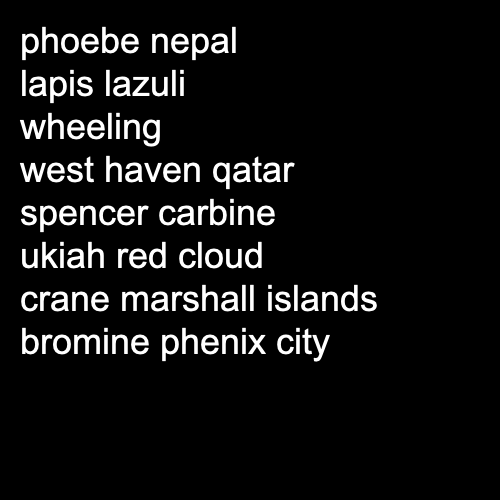 phoebe nepal
lapis lazuli
wheeling
west haven qatar
spencer carbine
ukiah red cloud
crane marshall islands
bromine phenix city